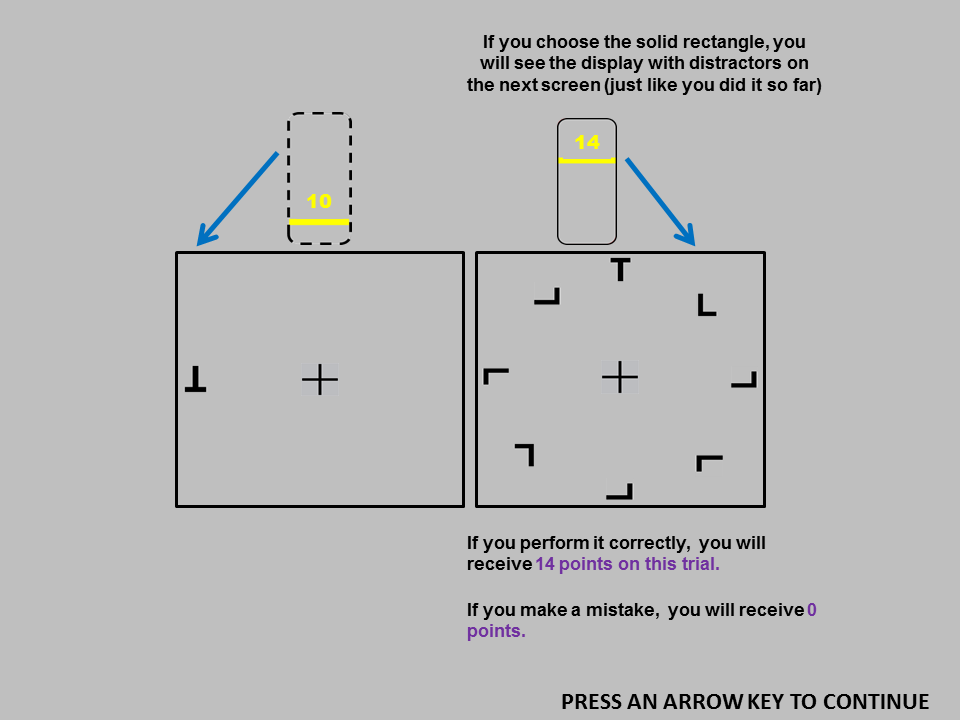 If you choose the solid rectangle, you
will see the display with distractors on
the next screen (just like you did it so far)
10
14
T
L
If you perform it correctly, you will
receive 14 points on this trial.
If you make a mistake, you will receive 0
points.
PRESS AN ARROW KEY TO CONTINUE